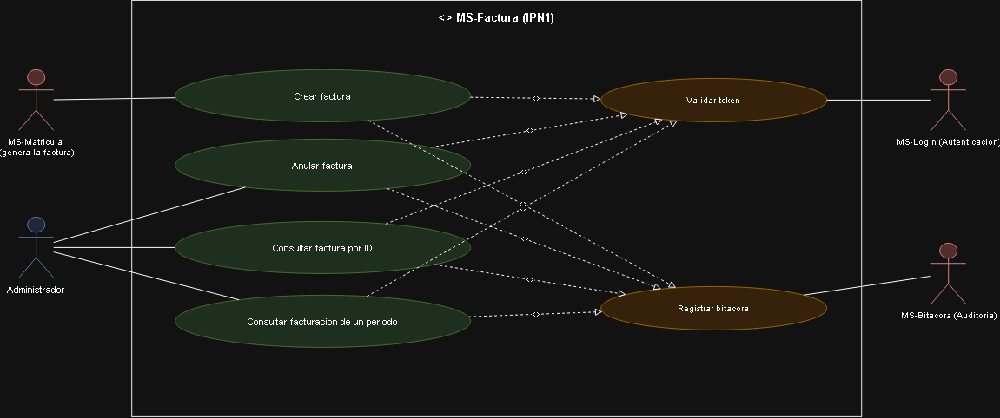 <> MS-Factura (IPN1)
Crear factura
<>
Validar token
MS-Matricula
(genera la factura)
MS-Login (Autenticacion)
<>
Anular factura
<>
<>
<>
<>
Consultar factura por ID
<>
Administrador
Registrar bitacora
<>
Consultar facturacion de un periodo
MS-Bitacora (Auditoria)